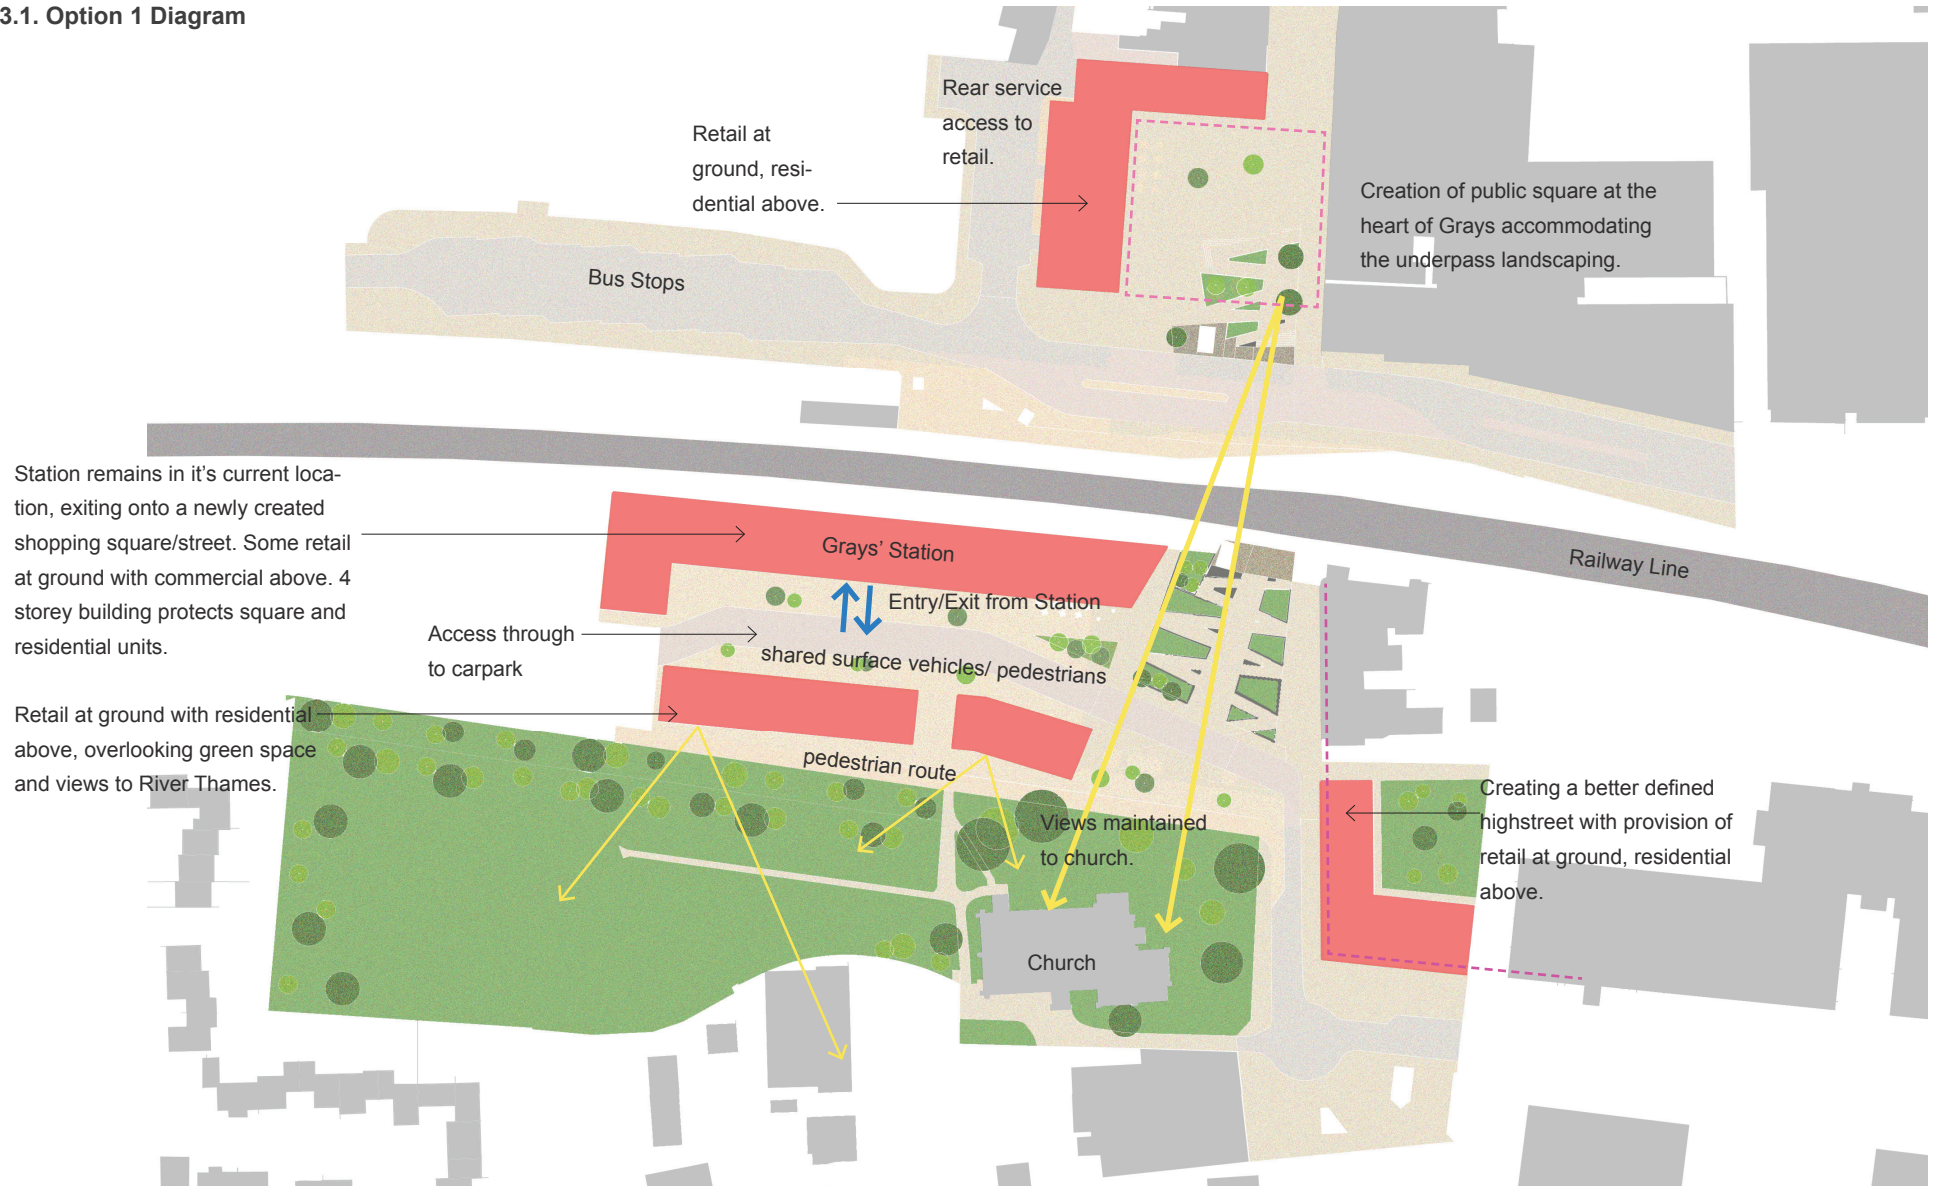 3.1. Option 1 Diagram
Rear service
access to
retail.
Retail at
ground, resi-
dential above.
Creation of public square at the
heart of Grays accommodating
the underpass landscaping.
Bus Stops
Station remains in it's current loca-
tion, exiting onto a newly created
shopping square/street. Some retail
at ground with commercial above. 4
storey building protects square and
residential units.
Grays' Station
Railway Line
Entry/Exit from Station
Access through
to carpark
shared surface vehicles/ pedestrians
Retail at ground with residential
above, overlooking green space
and views to River Thames.
pedestrian route
Creating a better defined
highstreet with provision of
retail at ground, residential
above.
Views maintained
to church.
Church